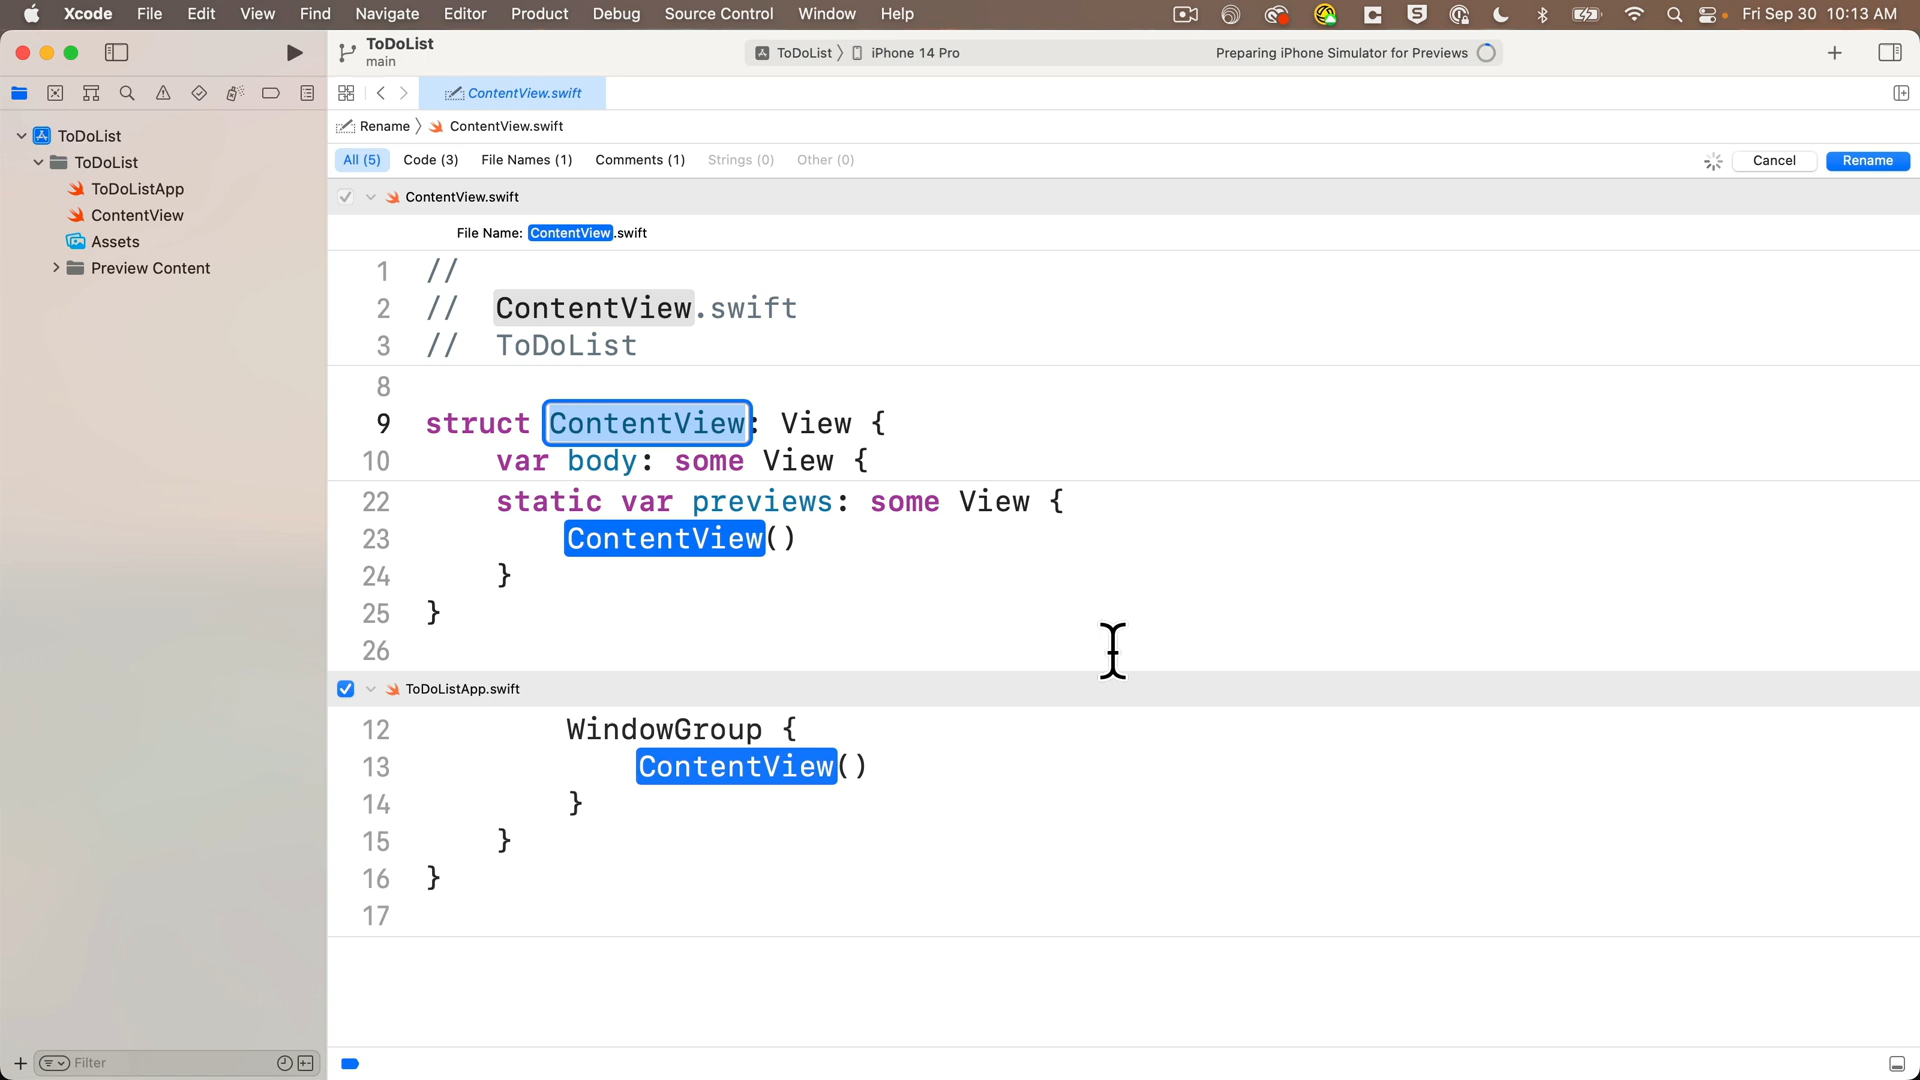 Xcode File Edit View Find Navigate Editor Product Debug Source Control Window Help Fri Sep 30 10:13 AM
ToDoList
main
ToDoList iPhone 14 Pro Preparing iPhone Simulator for Previews
ContentView.swift
Rename ContentView.swift
All (5) Code (3) File Names (1) Comments (1) Strings (0) Other (0) Cancel Rename
ToDoList
ToDoList
ToDoListApp
ContentView
Assets
Preview Content
Filter
ContentView.swift
File Name: ContentView.swift
1 //
2 // ContentView.swift
3 // ToDoList
8
9 struct ContentView: View {
10 var body: some View {
22 static var previews: some View {
23 ContentView()
24 }
25 }
26
ToDoListApp.swift
12 WindowGroup {
13 ContentView()
14 }
15 }
16 }
17